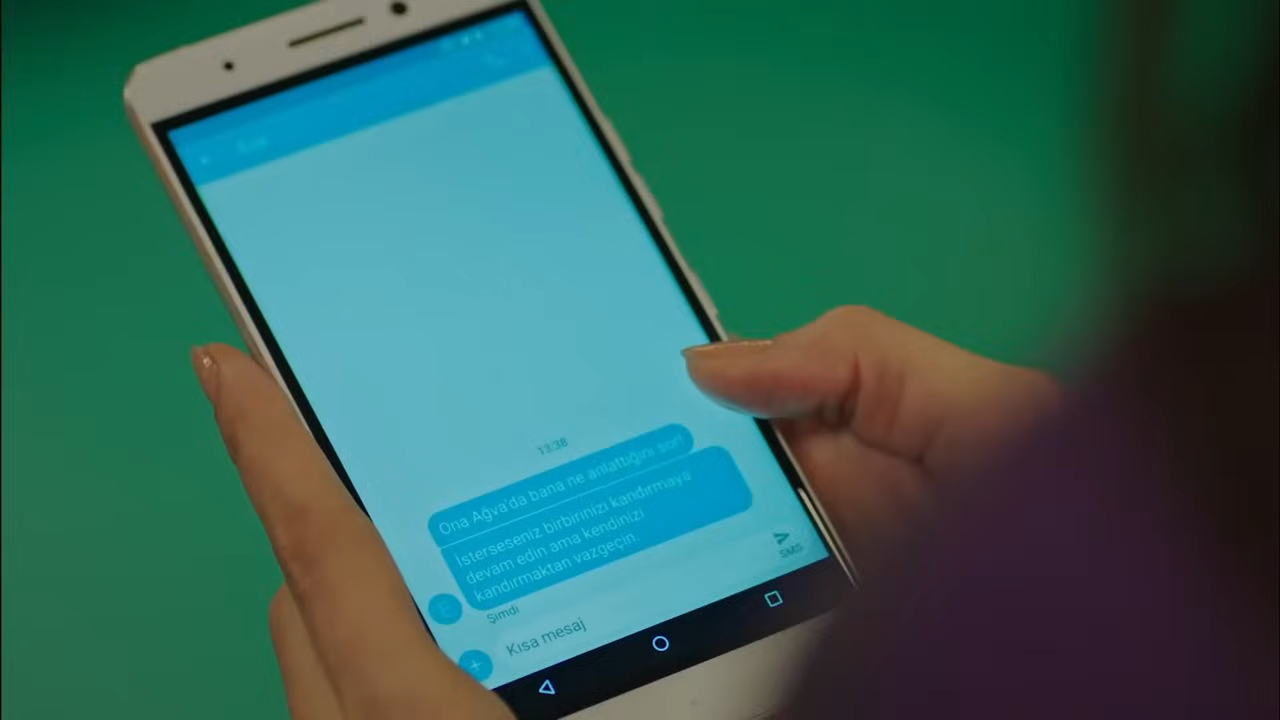 13:38
Ona Ağva'da bana ne anlattığını sor!
İsterseseniz birbirinizi kandırmaya
devam edin ama kendinizi
kandırmaktan vazgeçin.
Şimdi
SMS
Kısa mesaj